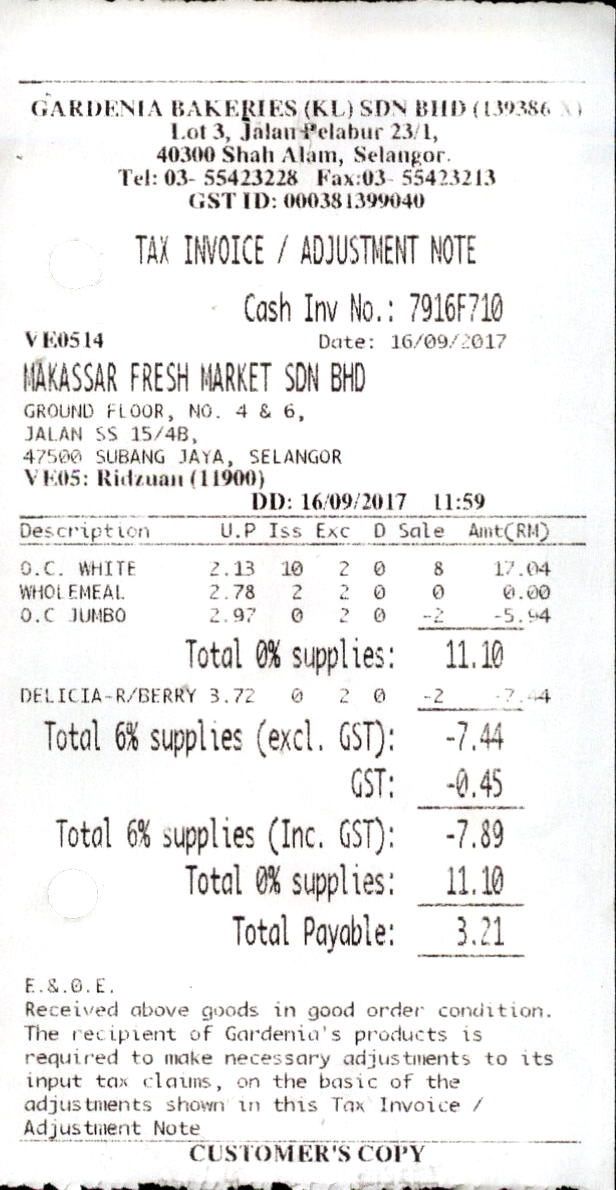 GARDENIA BAKERIES (KL) SDN BHD (139386 X)
Lot 3, Jalan Pelabur 23/1,
40300 Shah Alam, Selangor.
Tel: 03- 55423228 Fax:03- 55423213
GST ID: 000381399040
TAX INVOICE / ADJUSTMENT NOTE
Cash Inv No.: 7916F710
VE0514 Date: 16/09/2017
MAKASSAR FRESH MARKET SDN BHD
GROUND FLOOR, NO. 4 & 6,
JALAN SS 15/4B,
47500 SUBANG JAYA, SELANGOR
VE05: Ridzuan (11900)
DD: 16/09/2017 11:59
Description U.P Iss Exc D Sale Amt(RM)
O.C. WHITE 2.13 10 2 0 8 17.04
WHOLEMEAL 2.78 2 2 0 0 0.00
O.C JUMBO 2.97 0 2 0 -2 -5.94
Total 0% supplies: 11.10
DELICIA-R/BERRY 3.72 0 2 0 -2 -7.44
Total 6% supplies (excl. GST): -7.44
GST: -0.45
Total 6% supplies (Inc. GST): -7.89
Total 0% supplies: 11.10
Total Payable: 3.21
E.&.O.E.
Received above goods in good order condition.
The recipient of Gardenia's products is
required to make necessary adjustments to its
input tax claims, on the basic of the
adjustments shown in this Tax Invoice /
Adjustment Note
CUSTOMER'S COPY